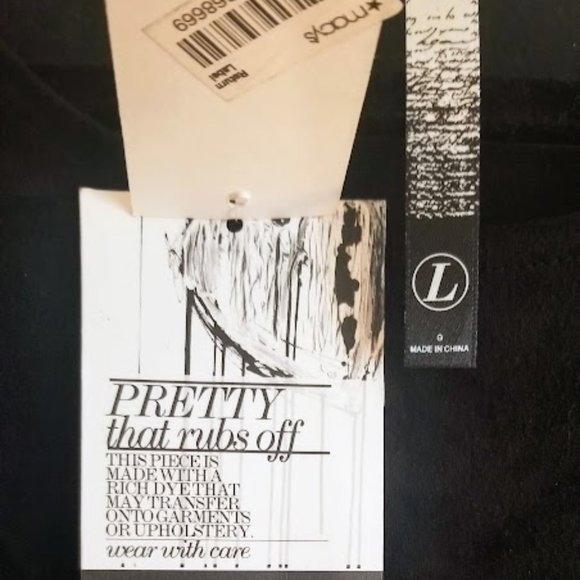 ★macy's
Return
Label
L
G
MADE IN CHINA
PRETTY
that rubs off
THIS PIECE IS
MADE WITH A
RICH DYE THAT
MAY TRANSFER
ONTO GARMENTS
OR UPHOLSTERY.
wear with care